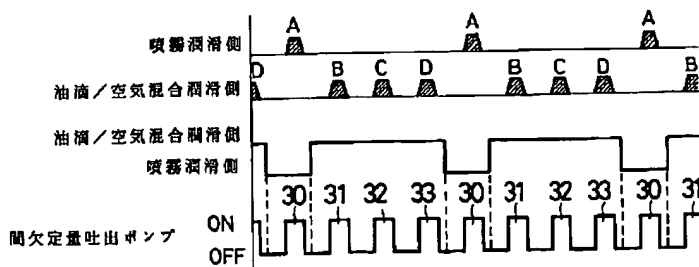 A A A
噴霧潤滑側
D B C D B C D B
油滴/空気混合潤滑側
油滴/空気混合潤滑側
噴霧潤滑側
30 31 32 33 30 31 32 33 30 31
ON
間欠定量吐出ポンプ
OFF